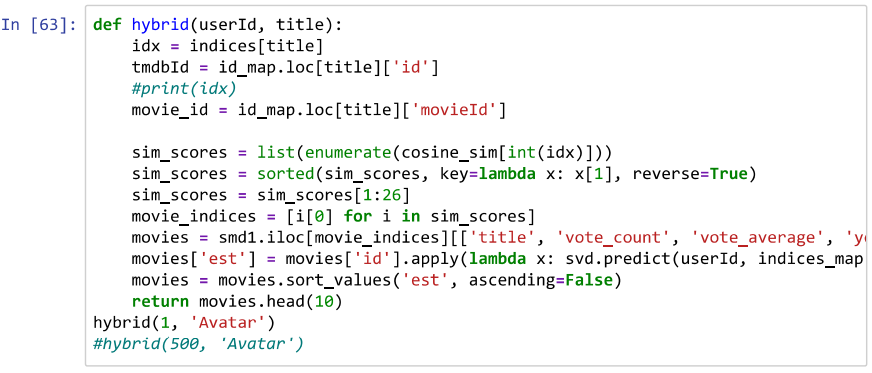 In [63]: def hybrid(userId, title):
    idx = indices[title]
    tmdbId = id_map.loc[title]['id']
    #print(idx)
    movie_id = id_map.loc[title]['movieId']

    sim_scores = list(enumerate(cosine_sim[int(idx)]))
    sim_scores = sorted(sim_scores, key=lambda x: x[1], reverse=True)
    sim_scores = sim_scores[1:26]
    movie_indices = [i[0] for i in sim_scores]
    movies = smd1.iloc[movie_indices][['title', 'vote_count', 'vote_average', 'y
    movies['est'] = movies['id'].apply(lambda x: svd.predict(userId, indices_map
    movies = movies.sort_values('est', ascending=False)
    return movies.head(10)
hybrid(1, 'Avatar')
#hybrid(500, 'Avatar')